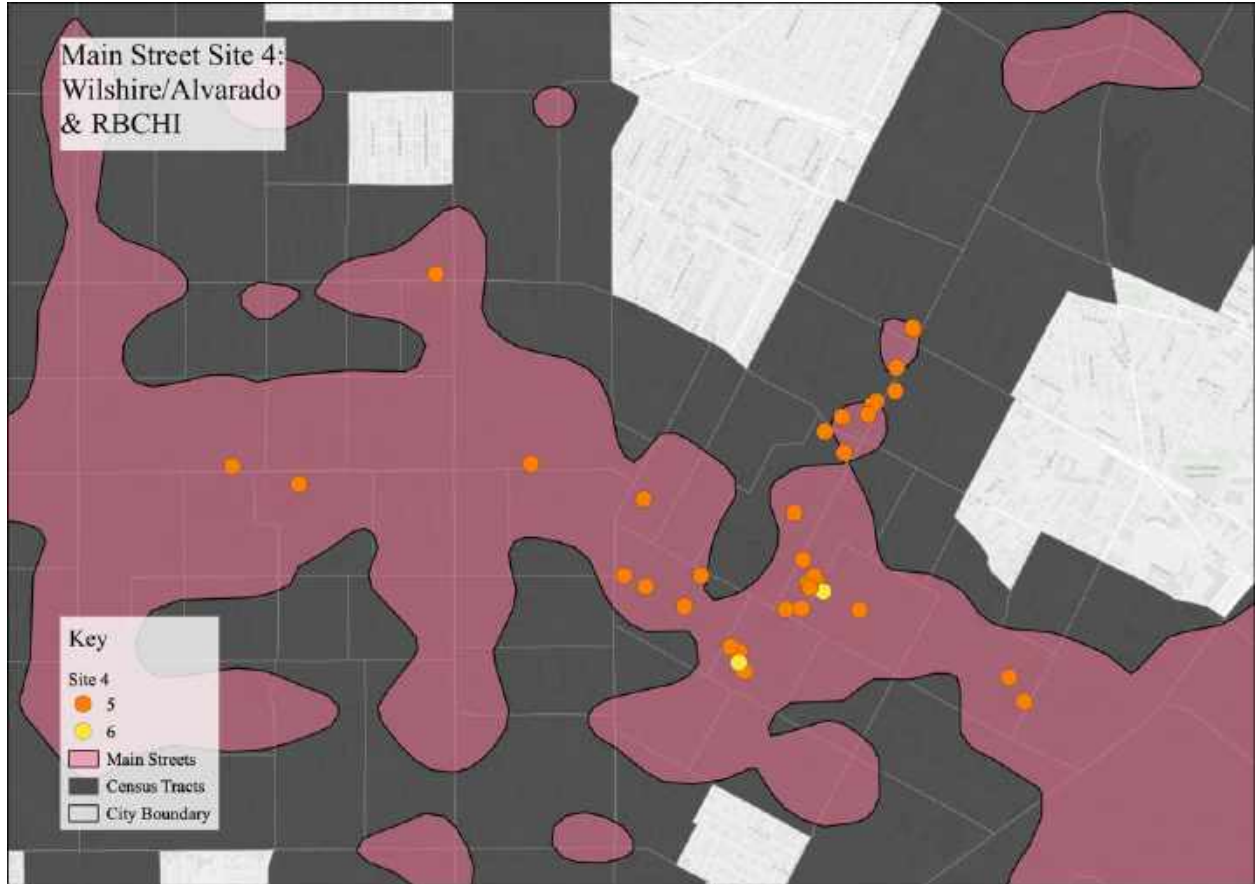 Main Street Site 4:
Wilshire/Alvarado
& RBCHI
Key
Site 4
5
6
Main Streets
Census Tracts
City Boundary